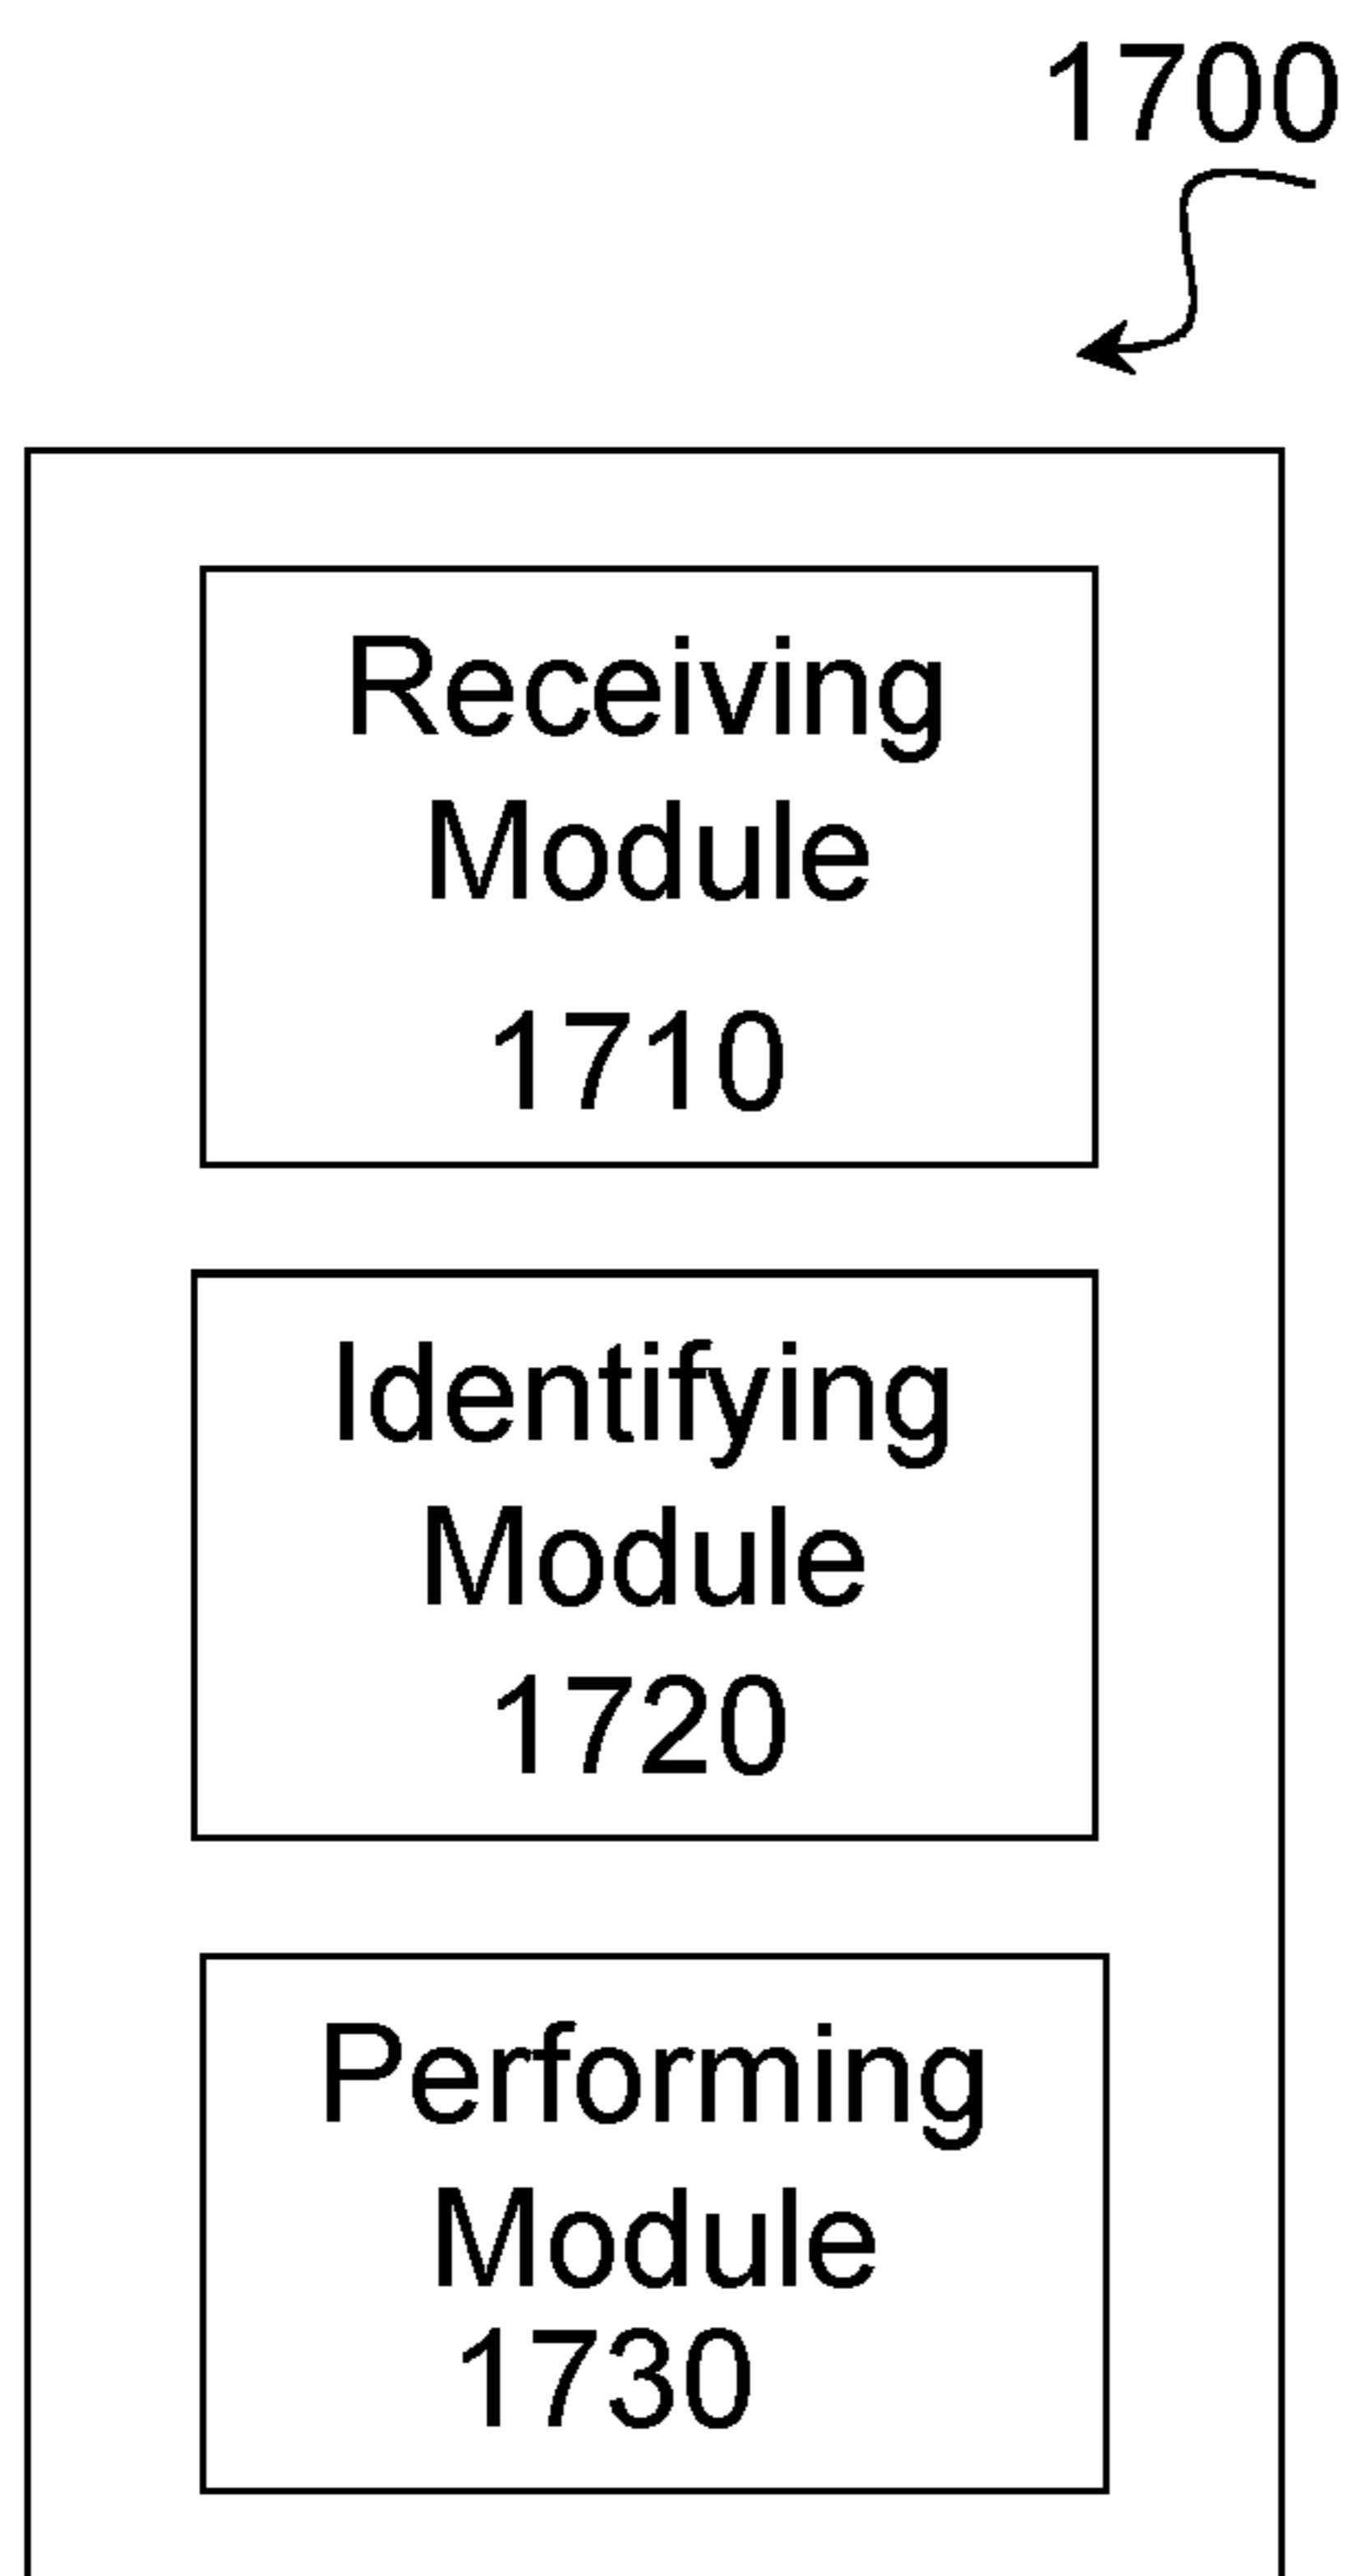 1700
Receiving
Module
1710
Identifying
Module
1720
Performing
Module
1730